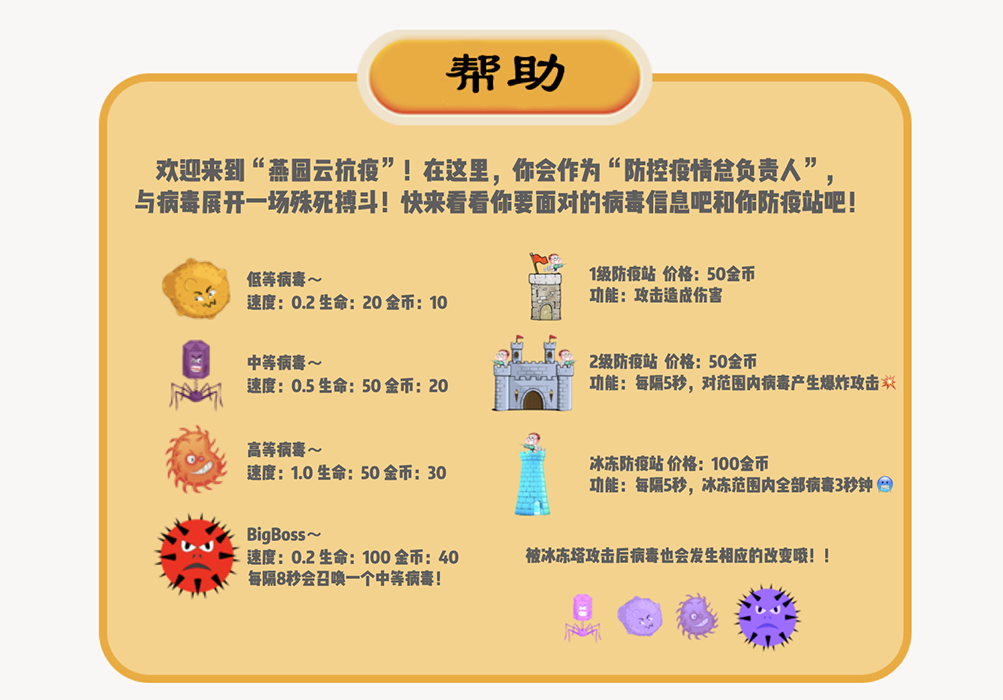 帮助
欢迎来到“燕园云抗疫”！在这里，你会作为“防控疫情总负责人”，
与病毒展开一场殊死搏斗！快来看看你要面对的病毒信息吧和你防疫站吧！
低等病毒～
速度：0.2 生命：20 金币：10
中等病毒～
速度：0.5 生命：50 金币：20
高等病毒～
速度：1.0 生命：50 金币：30
BigBoss～
速度：0.2 生命：100 金币：40
每隔8秒会召唤一个中等病毒！
1级防疫站 价格：50金币
功能：攻击造成伤害
2级防疫站 价格：50金币
功能：每隔5秒，对范围内病毒产生爆炸攻击💥
冰冻防疫站 价格：100金币
功能：每隔5秒，冰冻范围内全部病毒3秒钟🥶
被冰冻塔攻击后病毒也会发生相应的改变哦！！